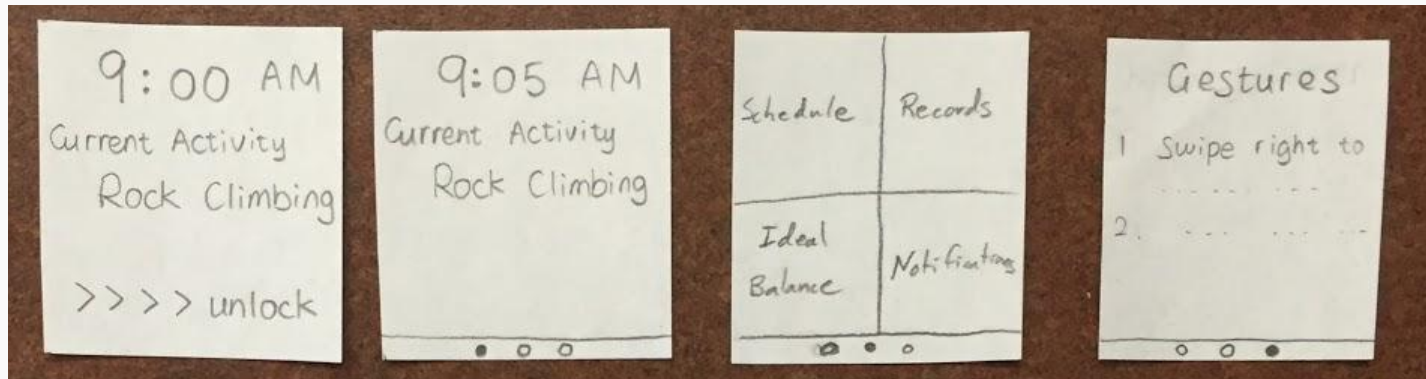 9:00 AM
Current Activity
Rock Climbing
>>>> unlock
9:05 AM
Current Activity
Rock Climbing
Schedule
Records
Ideal
Balance
Notifications
Gestures
1 Swipe right to
..... ... ...
2. ... ... ...